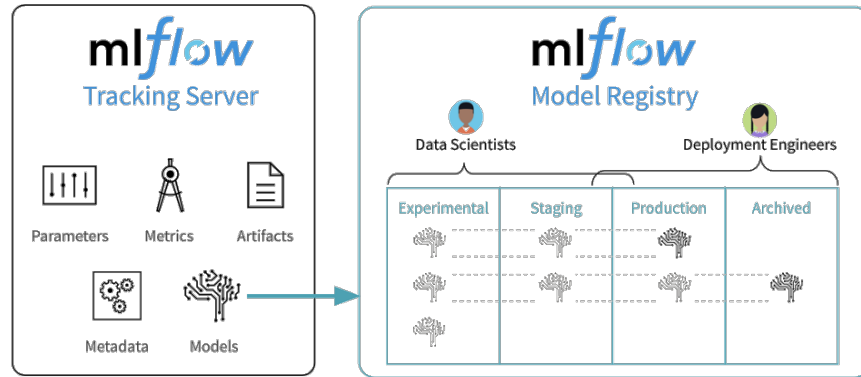 mlflow
Tracking Server
Parameters
Metrics
Artifacts
Metadata
Models
mlflow
Model Registry
Data Scientists
Deployment Engineers
Experimental
Staging
Production
Archived